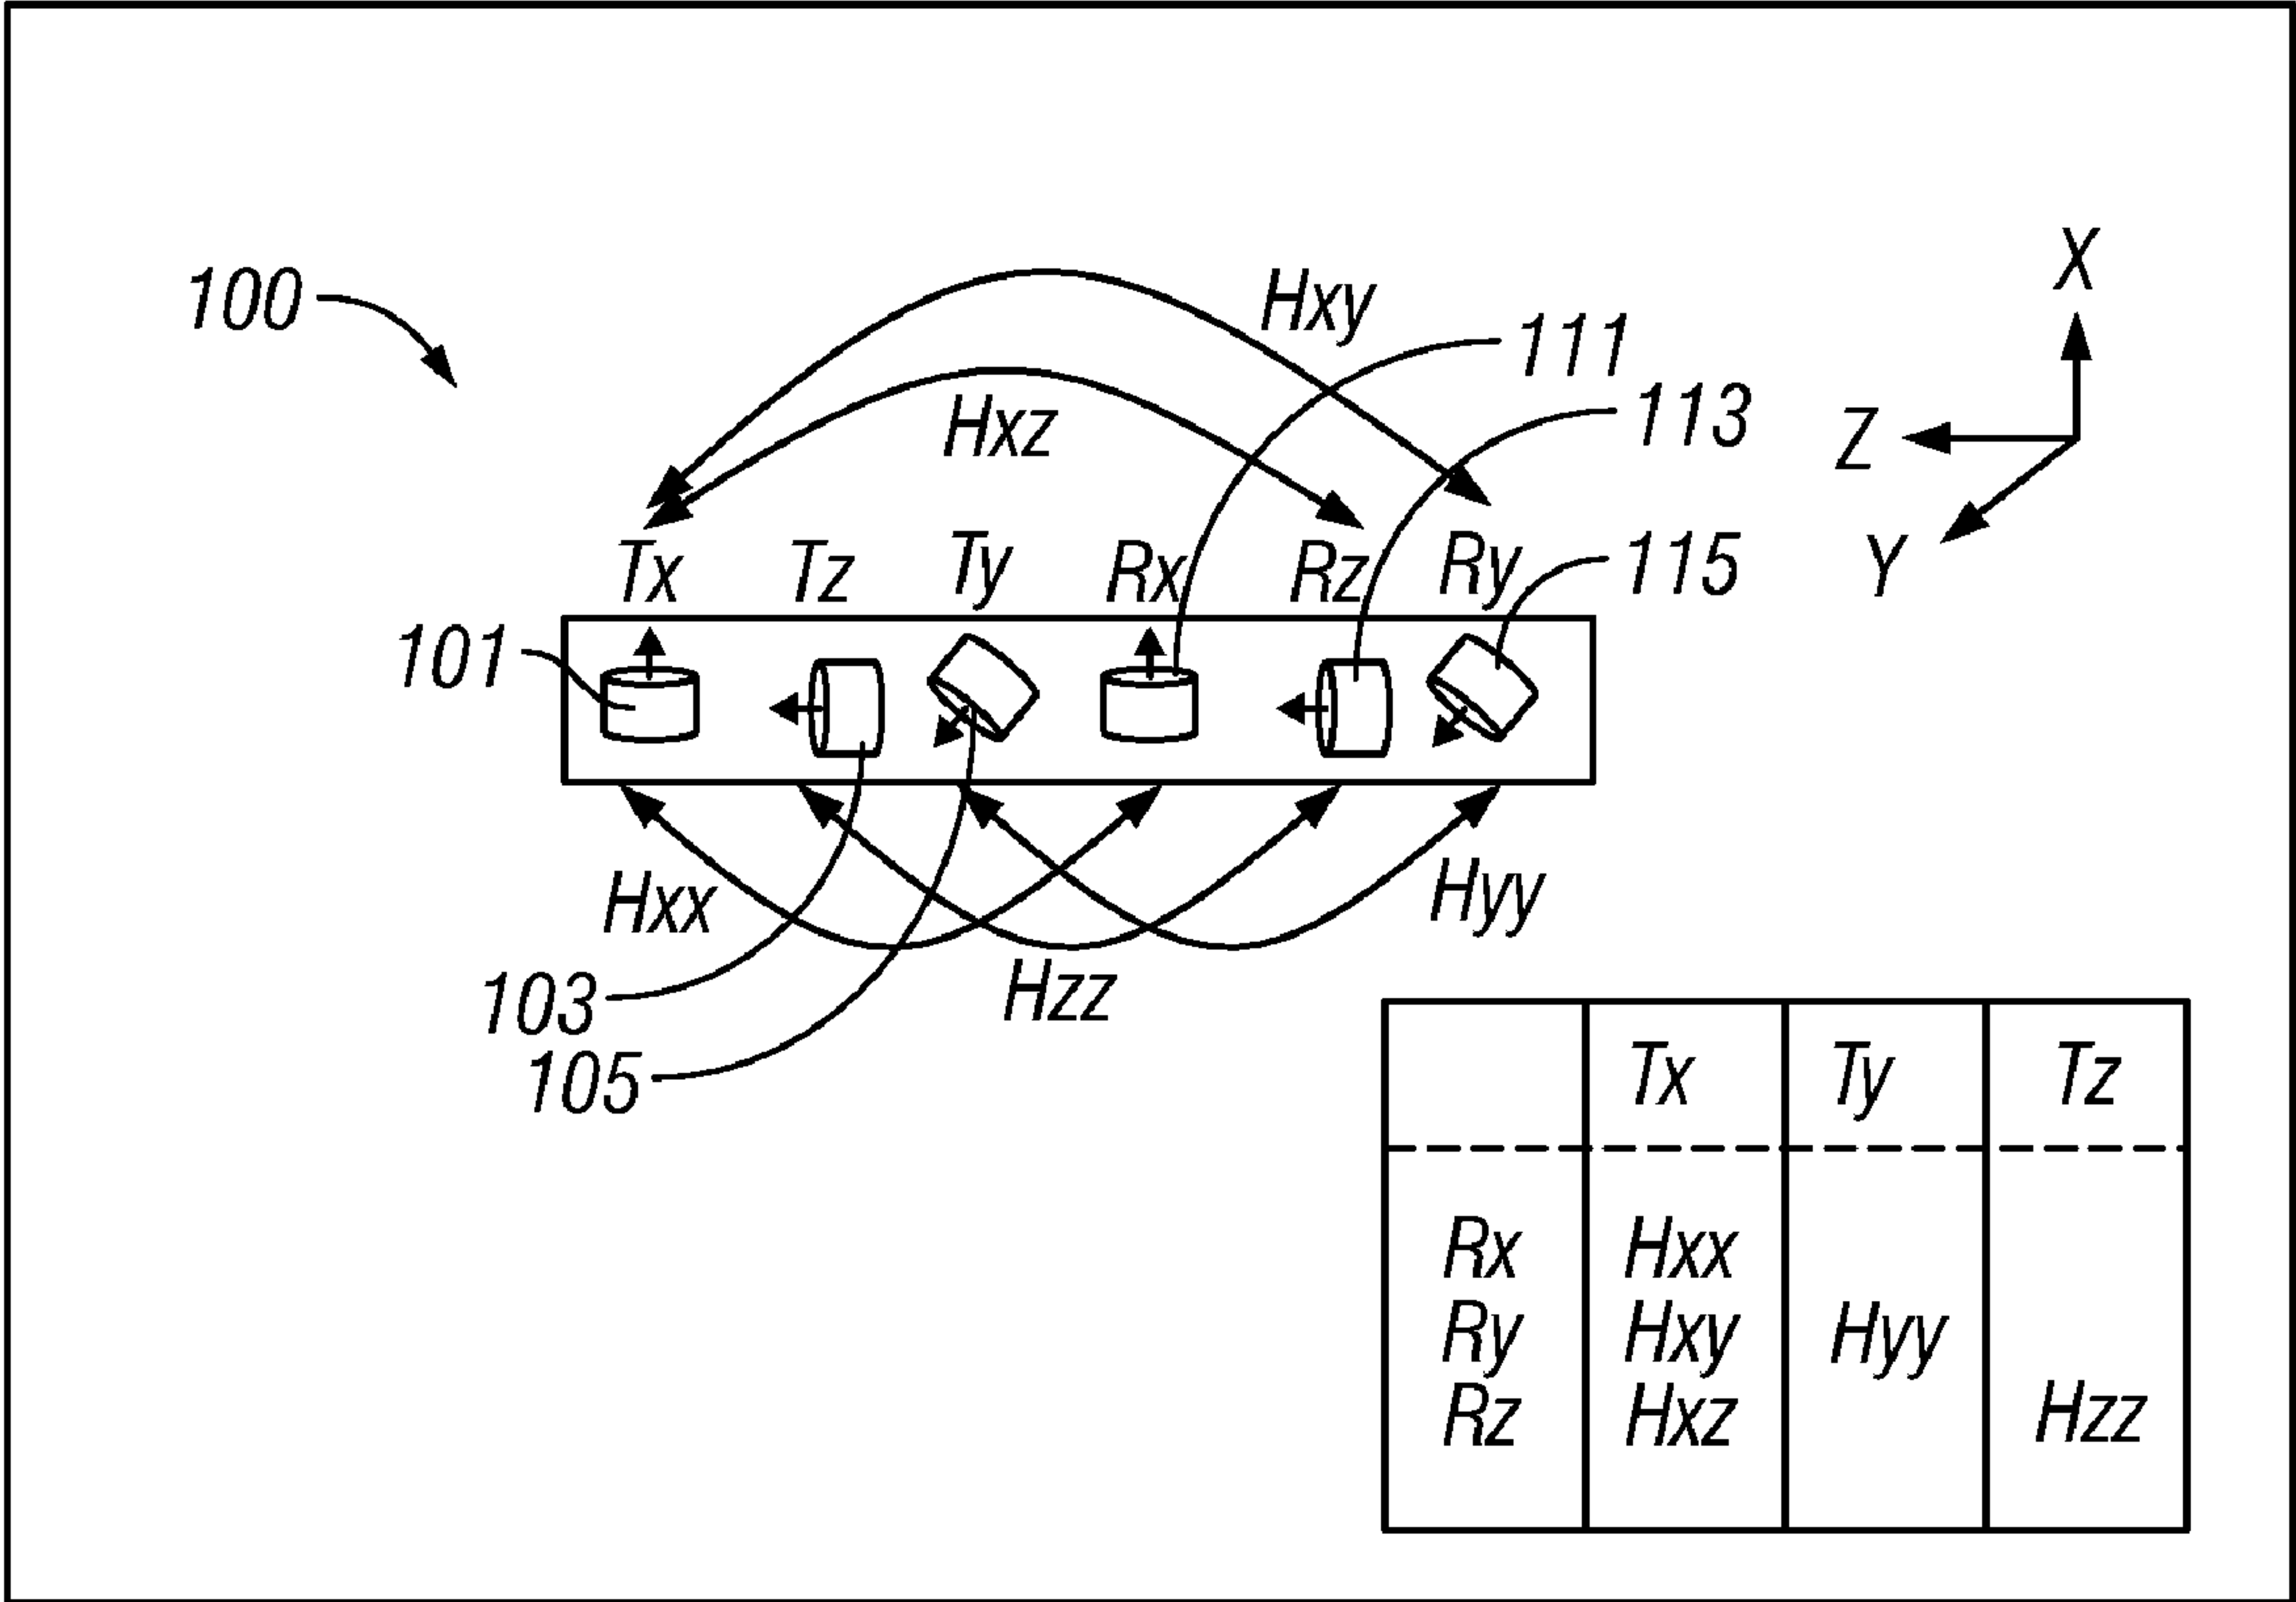 X
100
Hxy
111
113
Hxz
Z
Tx Tz Ty Rx Rz Ry 115
Y
101
Hxx Hyy
103 Hzz
105
Tx Ty Tz
Rx Hxx
Ry Hxy Hyy
Rz Hxz Hzz